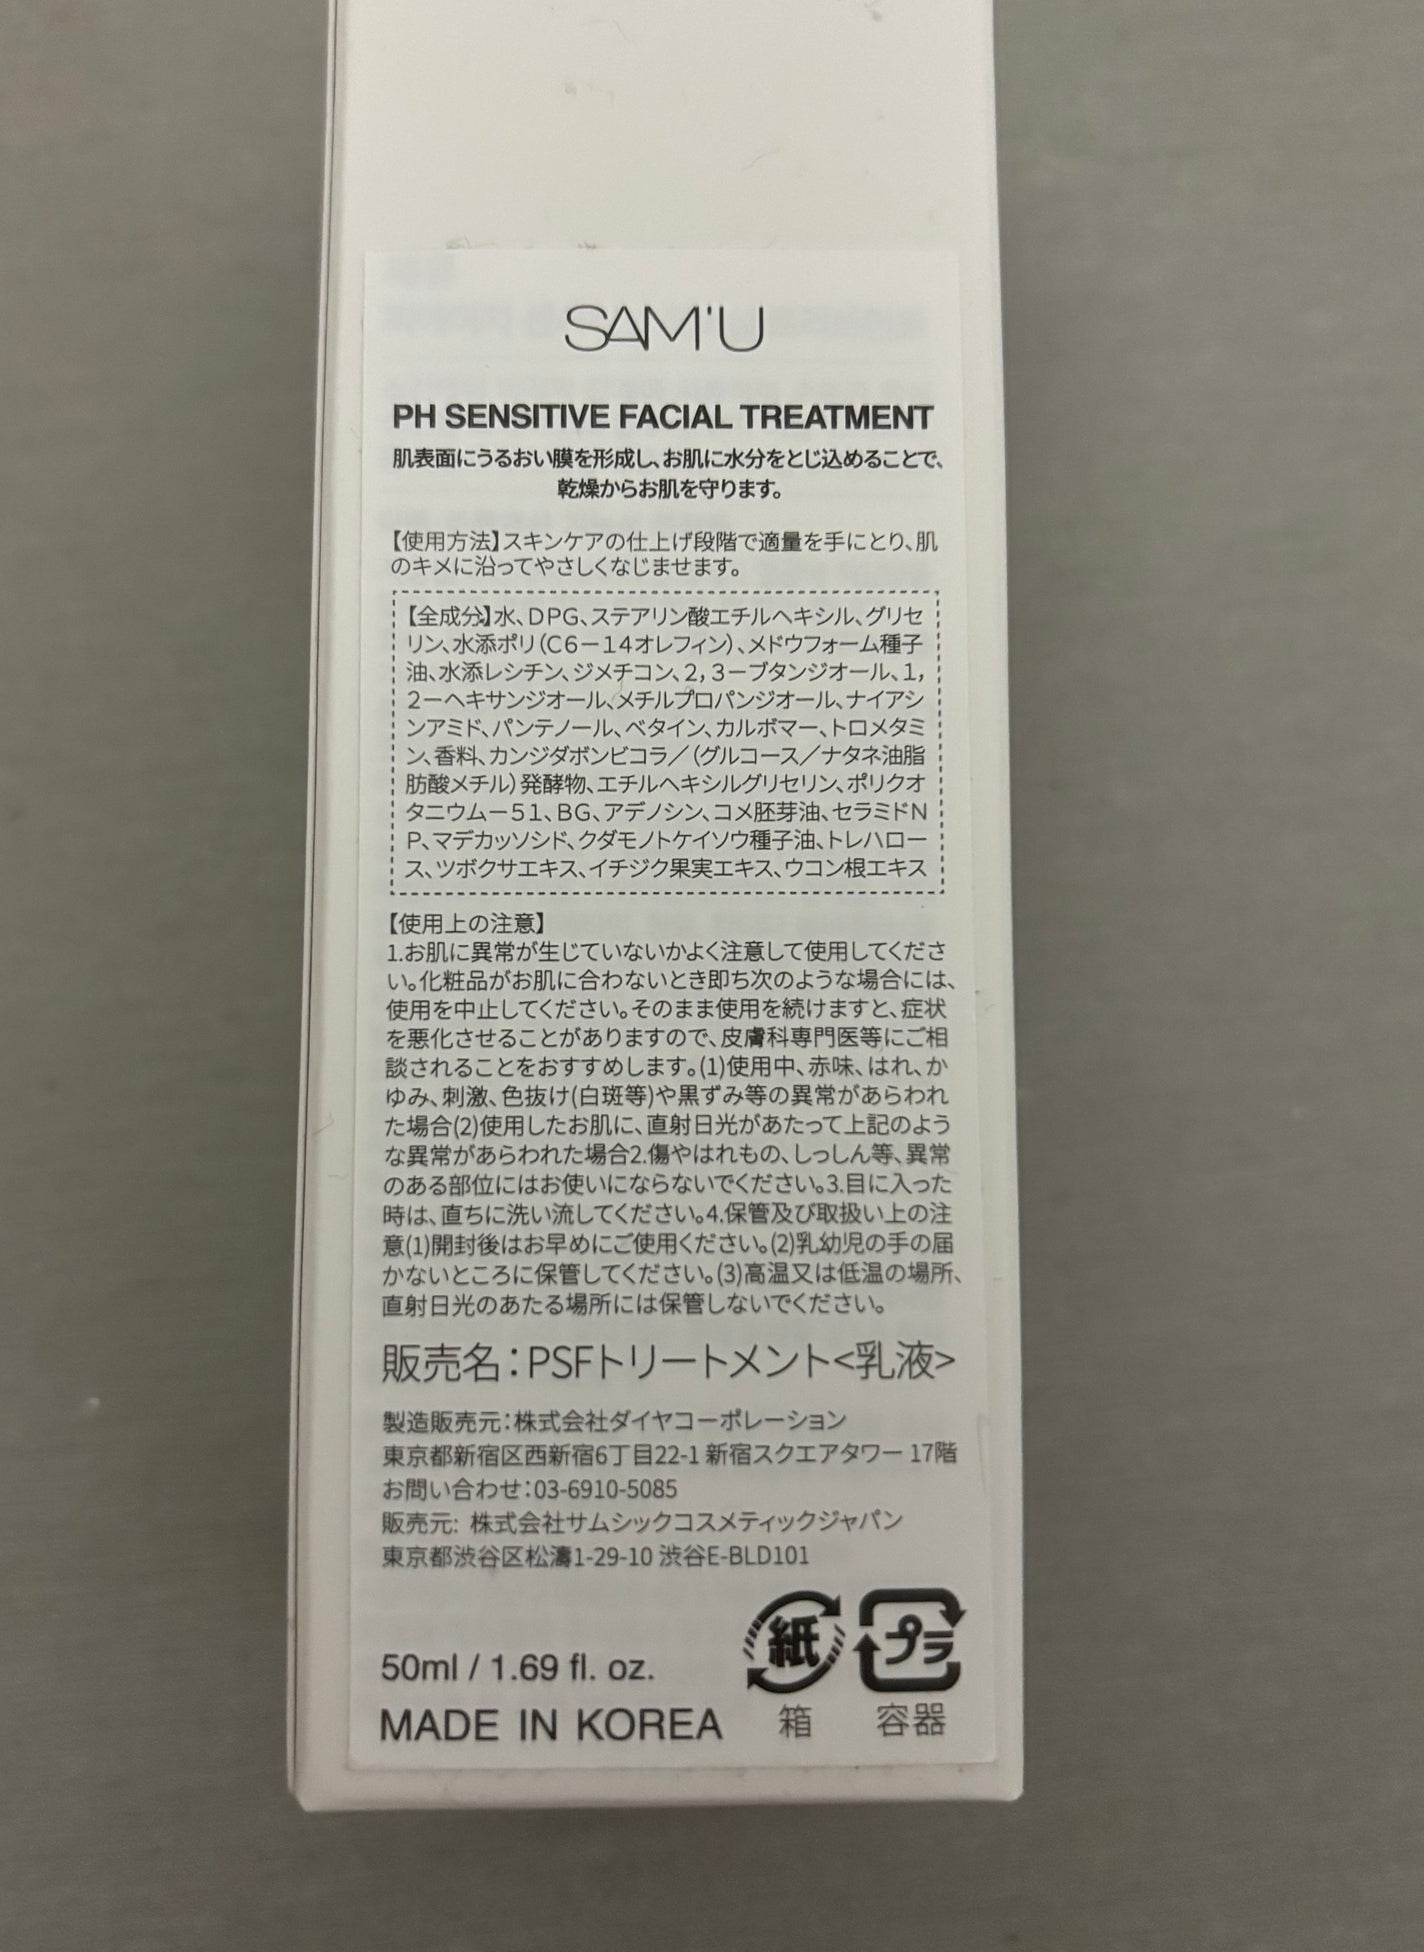 SAM'U
PH SENSITIVE FACIAL TREATMENT
肌表面にうるおい膜を形成し、お肌に水分をとじ込めることで、
乾燥からお肌を守ります。
【使用方法】スキンケアの仕上げ段階で適量を手にとり、肌
のキメに沿ってやさしくなじませます。
【全成分】水、DPG、ステアリン酸エチルヘキシル、グリセ
リン、水添ポリ(C6－14オレフィン)、メドウフォーム種子
油、水添レシチン、ジメチコン、2,3－ブタンジオール、1,
2－ヘキサンジオール、メチルプロパンジオール、ナイアシ
ンアミド、パンテノール、ベタイン、カルボマー、トロメタミ
ン、香料、カンジダボンビコラ／(グルコース／ナタネ油脂
肪酸メチル)発酵物、エチルヘキシルグリセリン、ポリクオ
タニウムー51、BG、アデノシン、コメ胚芽油、セラミドN
P、マデカッソシド、クダモノトケイソウ種子油、トレハロー
ス、ツボクサエキス、イチジク果実エキス、ウコン根エキス
【使用上の注意】
1.お肌に異常が生じていないかよく注意して使用してくださ
い。化粧品がお肌に合わないとき即ち次のような場合には、
使用を中止してください。そのまま使用を続けますと、症状
を悪化させることがありますので、皮膚科専門医等にご相
談されることをおすすめします。(1)使用中、赤味、はれ、か
ゆみ、刺激、色抜け(白斑等)や黒ずみ等の異常があらわれ
た場合(2)使用したお肌に、直射日光があたって上記のよう
な異常があらわれた場合2.傷やはれもの、しっしん等、異常
のある部位にはお使いにならないでください。3.目に入った
時は、直ちに洗い流してください。4.保管及び取扱い上の注
意(1)開封後はお早めにご使用ください。(2)乳幼児の手の届
かないところに保管してください。(3)高温又は低温の場所、
直射日光のあたる場所には保管しないでください。
販売名：PSFトリートメント<乳液>
製造販売元：株式会社ダイヤコーポレーション
東京都新宿区西新宿6丁目22-1 新宿スクエアタワー 17階
お問い合わせ：03-6910-5085
販売元: 株式会社サムシックコスメティックジャパン
東京都渋谷区松濤1-29-10 渋谷E-BLD101
50ml / 1.69 fl. oz.
MADE IN KOREA
紙
箱
プラ
容器